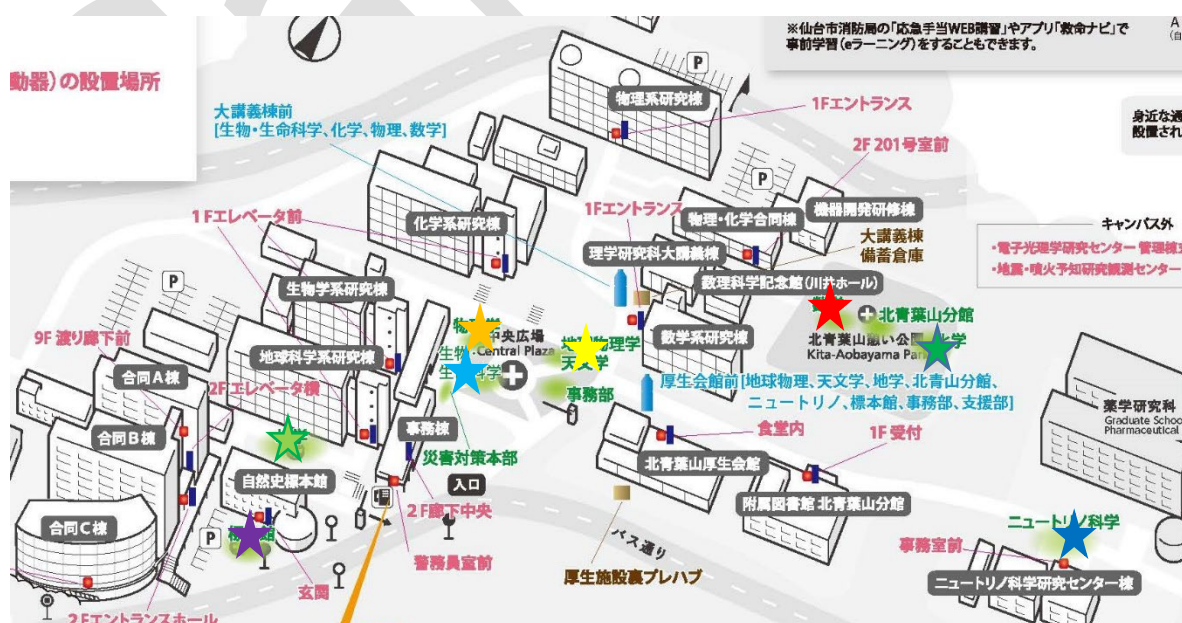 ※仙台市消防局の「応急手当WEB講習」やアプリ「救命ナビ」で
事前学習(eラーニング)をすることもできます。
A
(自
動器)の設置場所
身近な過
設置され
大講義棟前
[生物・生命科学、化学、物理、数学]
P
物理系研究棟
1Fエントランス
2F 201号室前
P
1Fエレベータ前
化学系研究棟
1Fエントランス
物理・化学合同棟
機器開発研修棟
キャンパス外
・電子光理学研究センター 管理棟
・地震・噴火予知研究観測センター
大講義棟
備蓄倉庫
理学研究科大講義棟
数理科学記念館(川井ホール)
P
生物学系研究棟
北青葉山分館
9F 渡り廊下前
地球科学系研究棟
中央広場
Central Plaza
数学系研究棟
北青葉山憩い公園
Kita-Aobayama Park
化学
合同A棟
2Fエレベータ横
生物
地球物理学
天文学
事務部
厚生会館前[地球物理、天文学、地学、北青山分館、
ニュートリノ、標本館、事務部、支援部]
薬学研究科
Graduate School
Pharmaceutical
合同B棟
事務棟
災害対策本部
食堂内
1F 受付
自然史標本館
入口
北青葉山厚生会館
附属図書館 北青葉山分館
合同C棟
P
2F廊下中央
ニュートリノ科学
事務室前
警務員室前
バス通り
厚生施設裏プレハブ
ニュートリノ科学研究センター棟
玄関
2Fエントランスホール